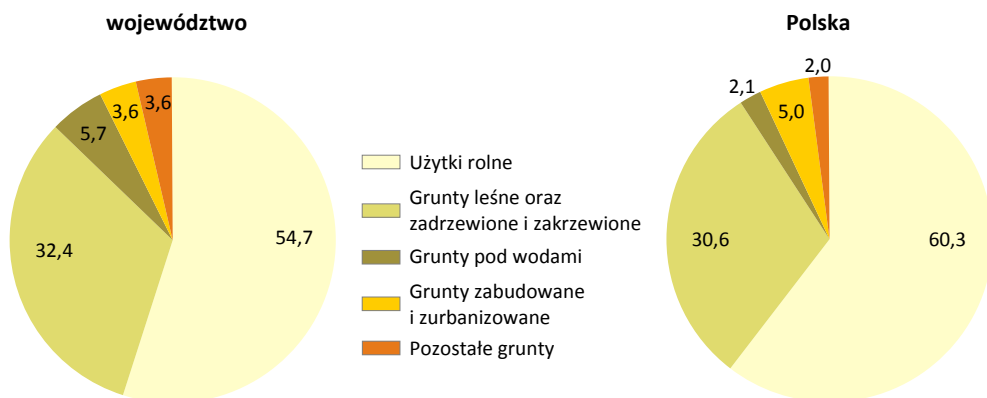 województwo
3,6
3,6
5,7
32,4
54,7
Użytki rolne
Grunty leśne oraz
zadrzewione i zakrzewione
Grunty pod wodami
Grunty zabudowane
i zurbanizowane
Pozostałe grunty
Polska
2,0
2,1
5,0
30,6
60,3